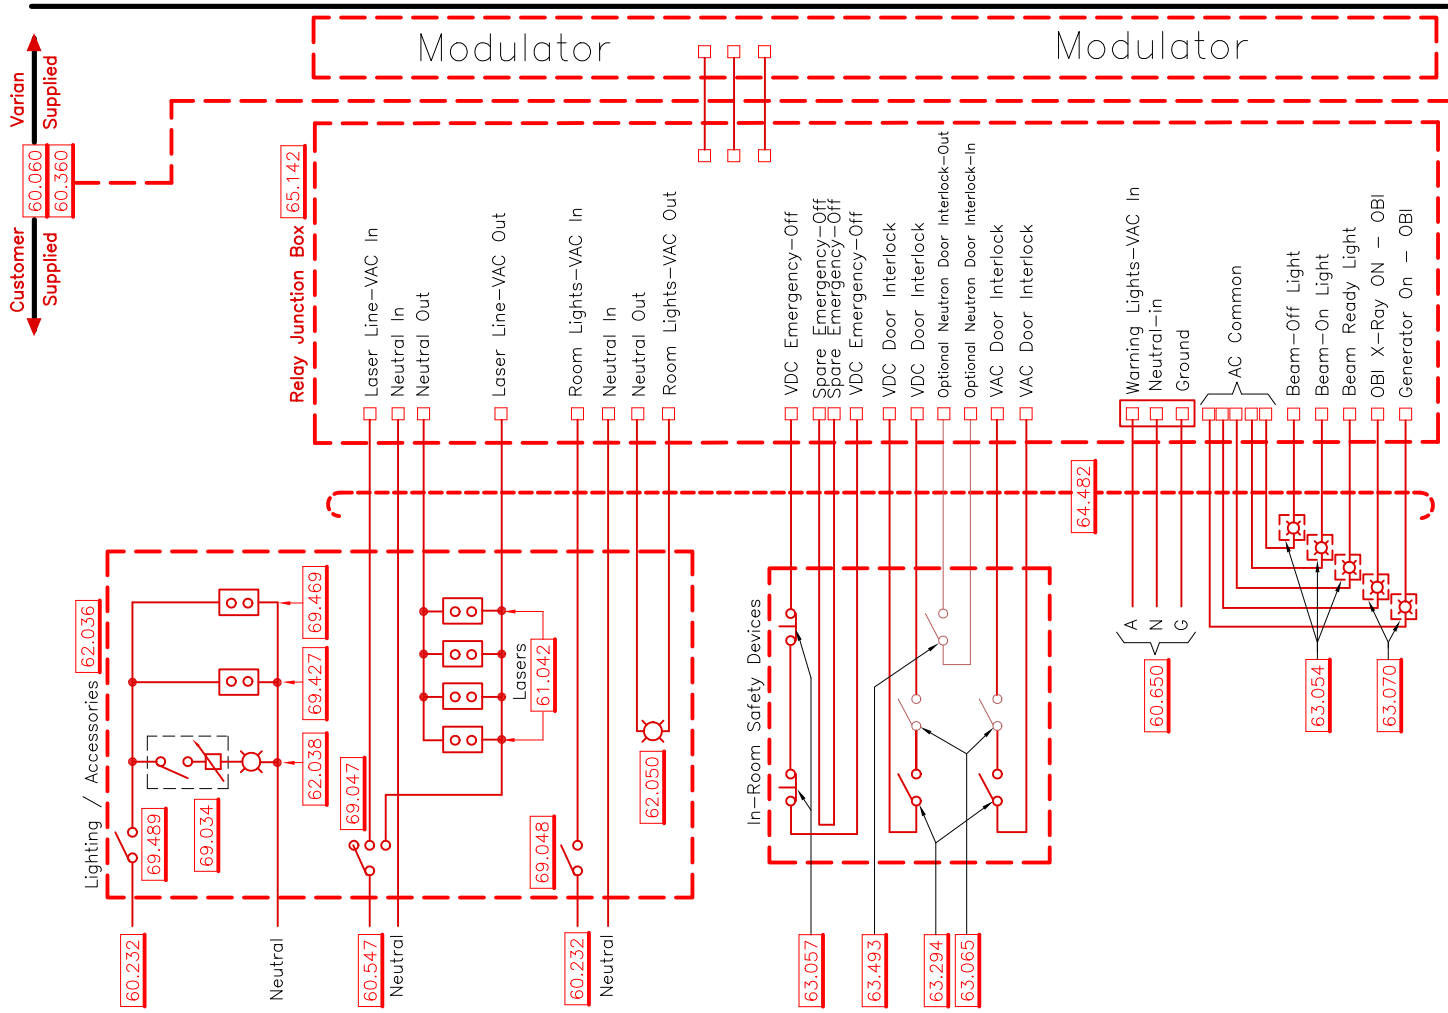 Modulator
Modulator
Varian
Supplied
60.060
60.360
Customer
Supplied
Relay Junction Box
65.142
Laser Line-VAC In
Neutral In
Neutral Out
Laser Line-VAC Out
Room Lights-VAC In
Neutral In
Neutral Out
Room Lights-VAC Out
VDC Emergency-Off
Spare Emergency-Off
Spare Emergency-Off
VDC Emergency-Off
VDC Door Interlock
VDC Door Interlock
Optional Neutron Door Interlock-Out
Optional Neutron Door Interlock-In
VAC Door Interlock
VAC Door Interlock
Warning Lights-VAC In
Neutral-in
Ground
AC Common
Beam-Off Light
Beam-On Light
Beam Ready Light
OBI X-Ray ON - OBI
Generator On - OBI
64.482
Lighting / Accessories
62.036
69.469
69.427
62.038
69.034
69.489
69.047
Lasers
61.042
69.048
62.050
60.232
Neutral
60.547
Neutral
60.232
Neutral
In-Room Safety Devices
63.057
63.493
63.294
63.065
A
N
G
60.650
63.054
63.070